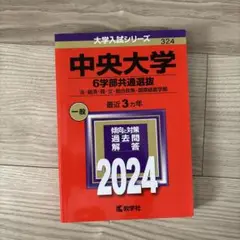 大学入試シリーズ
324
中央大学
6学部共通選抜
最近3カ年
一般
傾向と対策
過去問
解答
2024
教学社